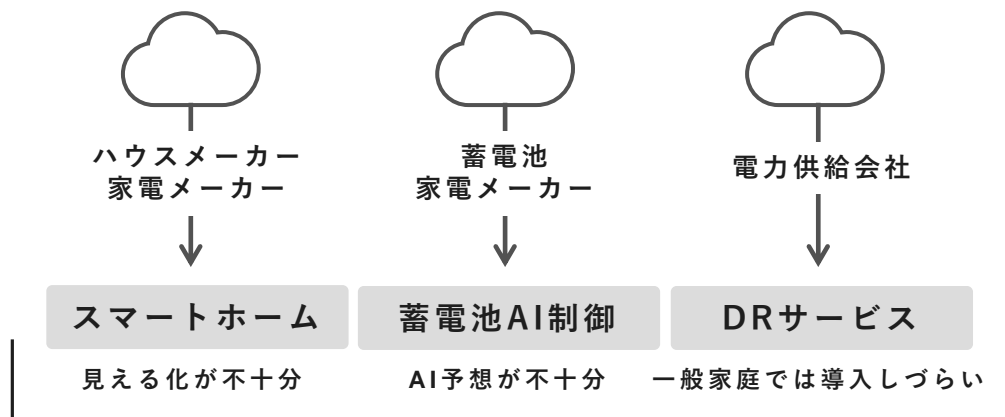 ハウスメーカー
家電メーカー
蓄電池
家電メーカー
電力供給会社
スマートホーム
蓄電池AI制御
DRサービス
見える化が不十分
AI予想が不十分
一般家庭では導入しづらい